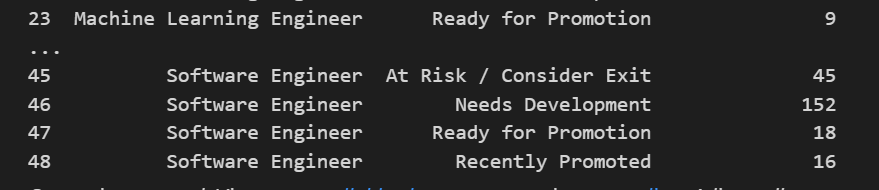 23 Machine Learning Engineer Ready for Promotion 9
...
45 Software Engineer At Risk / Consider Exit 45
46 Software Engineer Needs Development 152
47 Software Engineer Ready for Promotion 18
48 Software Engineer Recently Promoted 16